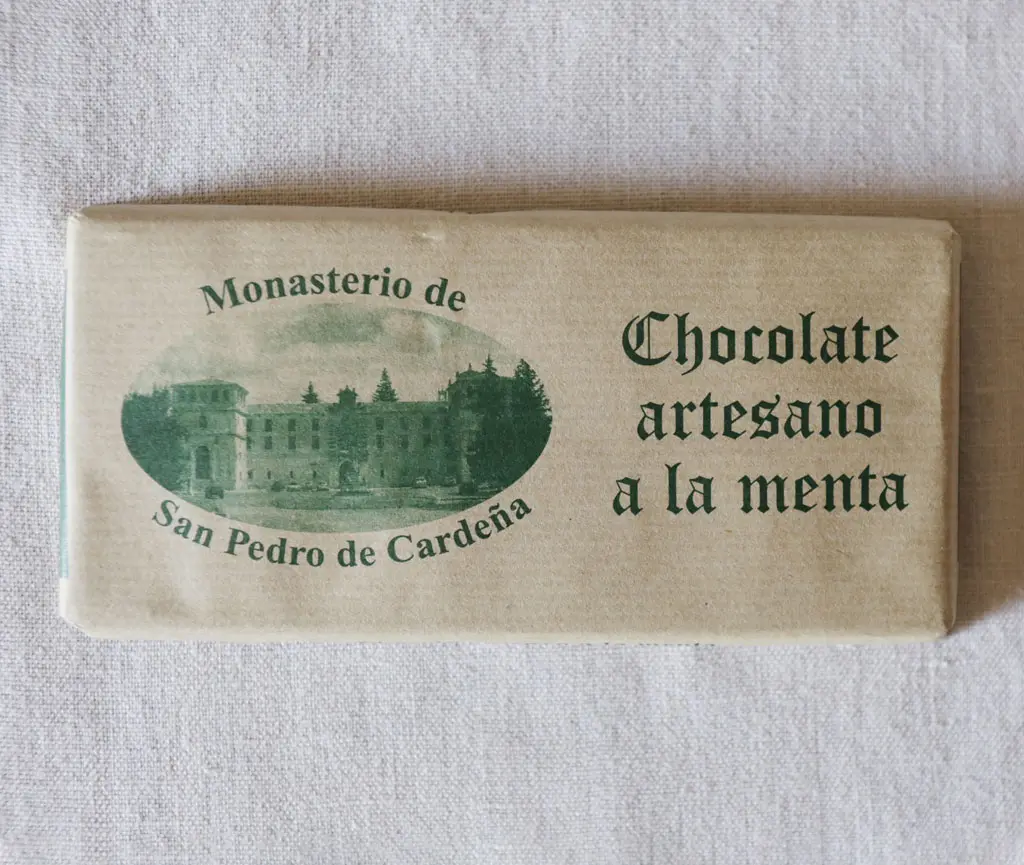 Monasterio de
San Pedro de Cardeña
Chocolate
artesano
a la menta